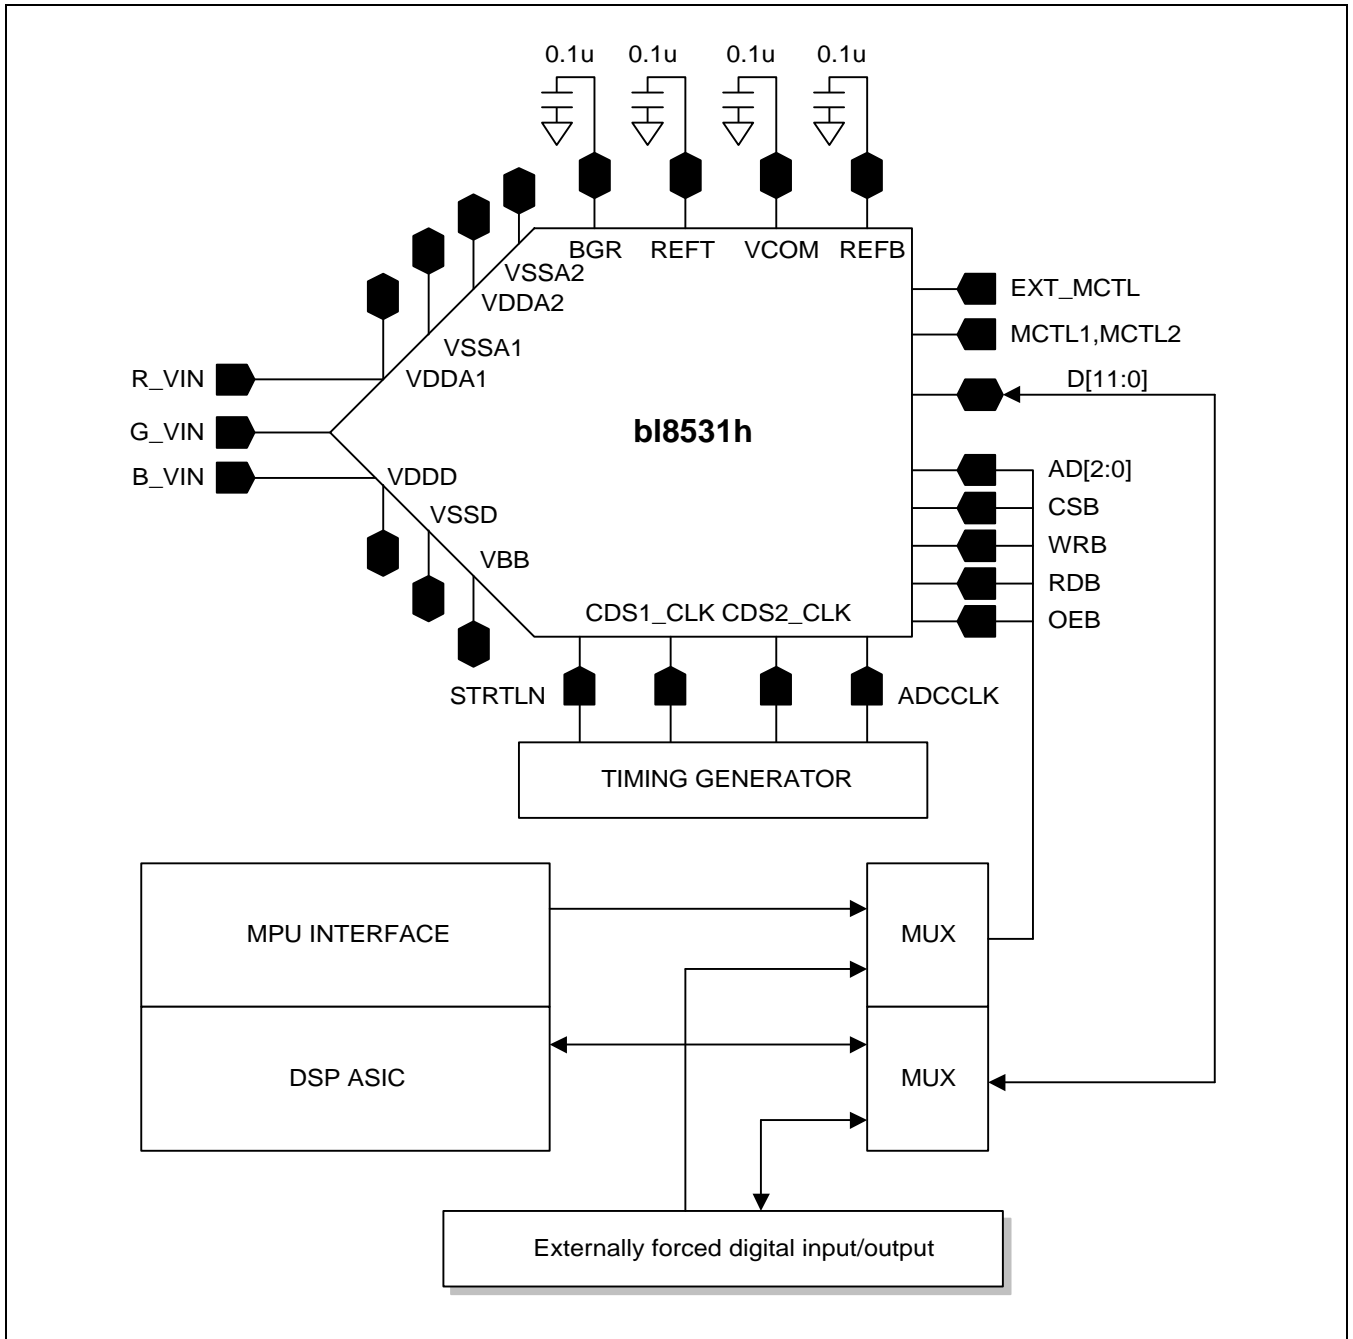 0.1u 0.1u 0.1u 0.1u
BGR REFT VCOM REFB
VSSA2
VDDA2
VSSA1
VDDA1
EXT_MCTL
MCTL1,MCTL2
D[11:0]
R_VIN
G_VIN
B_VIN
bl8531h
VDDD
VSSD
VBB
AD[2:0]
CSB
WRB
RDB
OEB
CDS1_CLK CDS2_CLK
STRTLN
ADCCLK
TIMING GENERATOR
MPU INTERFACE
MUX
DSP ASIC
MUX
Externally forced digital input/output